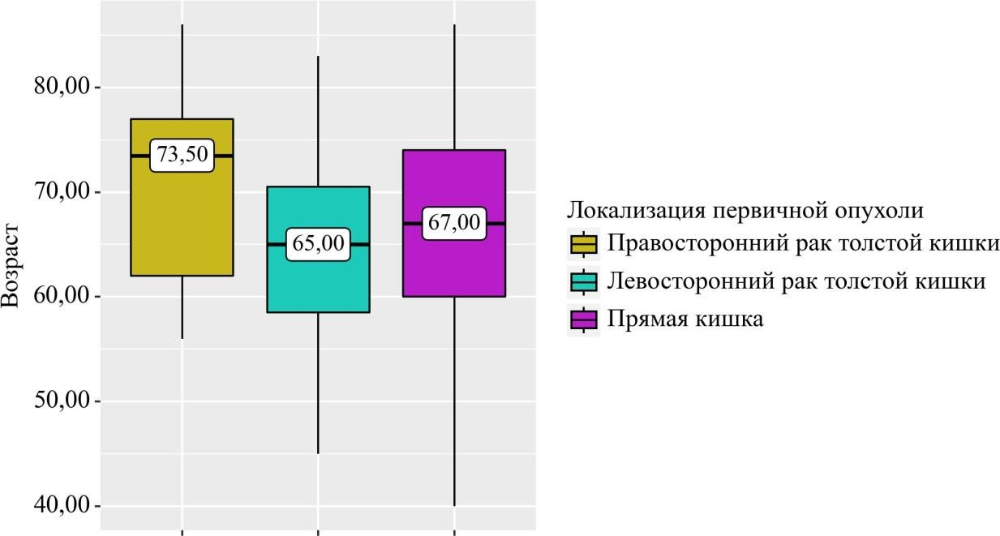 80,00
70,00
60,00
50,00
40,00
Возраст
73,50
65,00
67,00
Локализация первичной опухоли
Правосторонний рак толстой кишки
Левосторонний рак толстой кишки
Прямая кишка